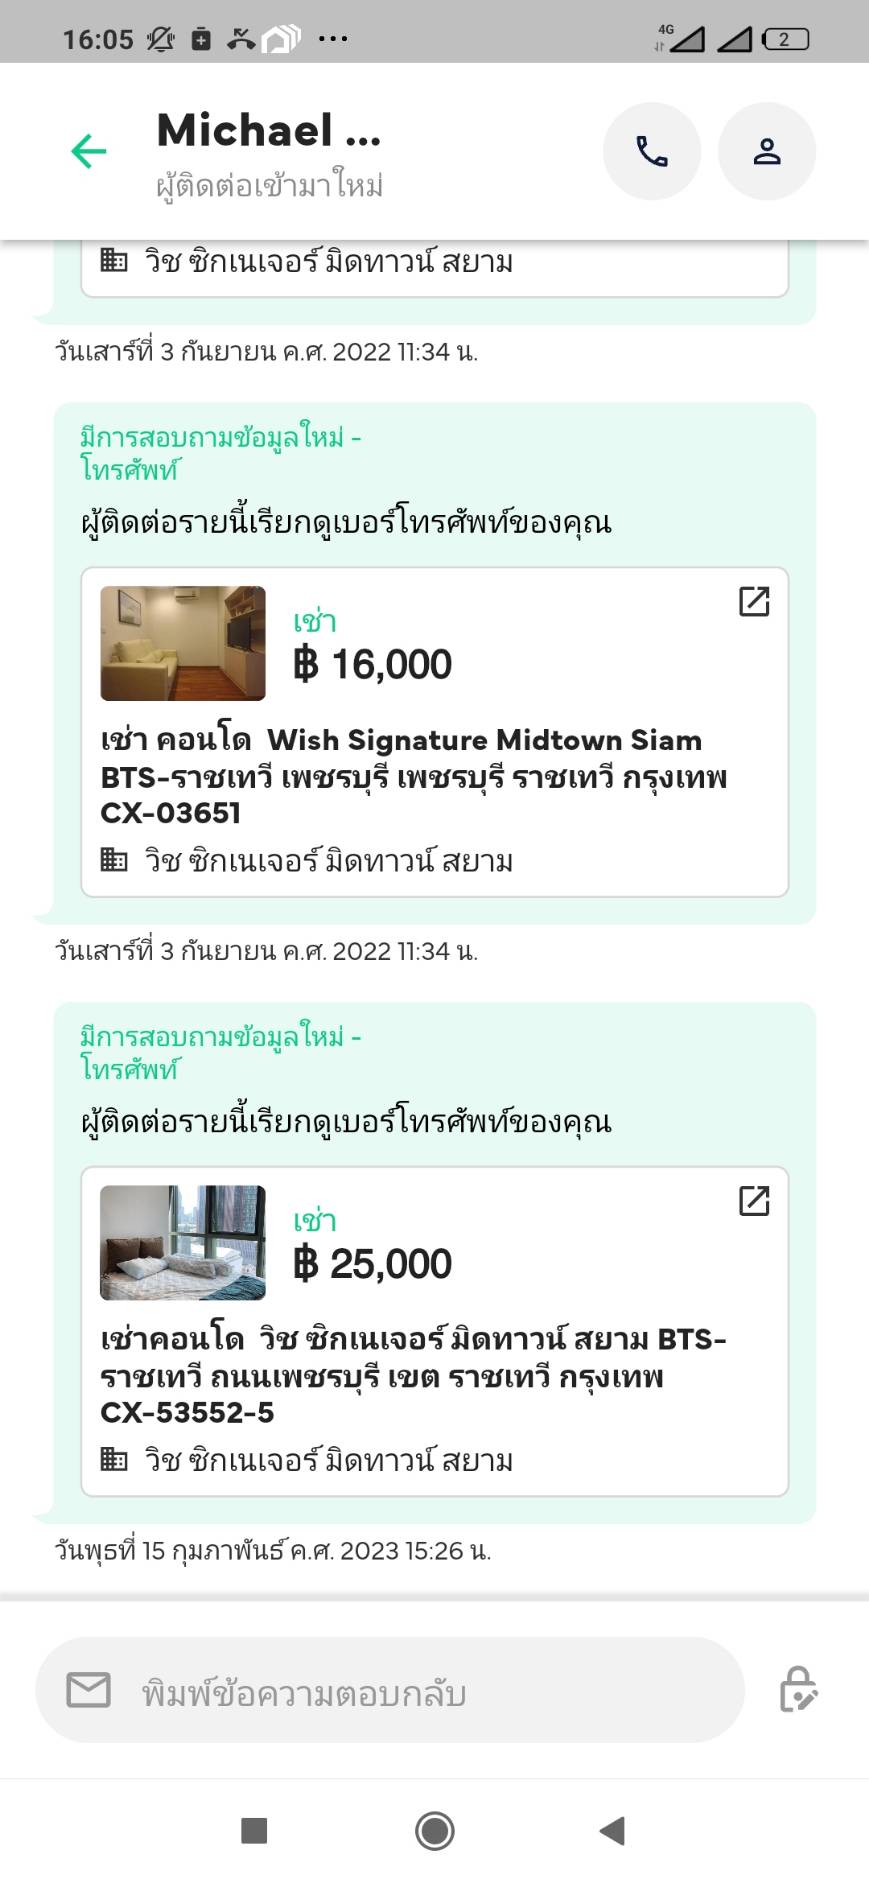 16:05
4G
2
Michael ...
ผู้ติดต่อเข้ามาใหม่
วิช ซิกเนเจอร์ มิดทาวน์ สยาม
วันเสาร์ที่ 3 กันยายน ค.ศ. 2022 11:34 น.
มีการสอบถามข้อมูลใหม่ -
โทรศัพท์
ผู้ติดต่อรายนี้เรียกดูเบอร์โทรศัพท์ของคุณ
เช่า
฿ 16,000
เช่า คอนโด  Wish Signature Midtown Siam
BTS-ราชเทวี เพชรบุรี เพชรบุรี ราชเทวี กรุงเทพ
CX-03651
วิช ซิกเนเจอร์ มิดทาวน์ สยาม
วันเสาร์ที่ 3 กันยายน ค.ศ. 2022 11:34 น.
มีการสอบถามข้อมูลใหม่ -
โทรศัพท์
ผู้ติดต่อรายนี้เรียกดูเบอร์โทรศัพท์ของคุณ
เช่า
฿ 25,000
เช่าคอนโด  วิช ซิกเนเจอร์ มิดทาวน์ สยาม BTS-
ราชเทวี ถนนเพชรบุรี เขต ราชเทวี กรุงเทพ
CX-53552-5
วิช ซิกเนเจอร์ มิดทาวน์ สยาม
วันพุธที่ 15 กุมภาพันธ์ ค.ศ. 2023 15:26 น.
พิมพ์ข้อความตอบกลับ